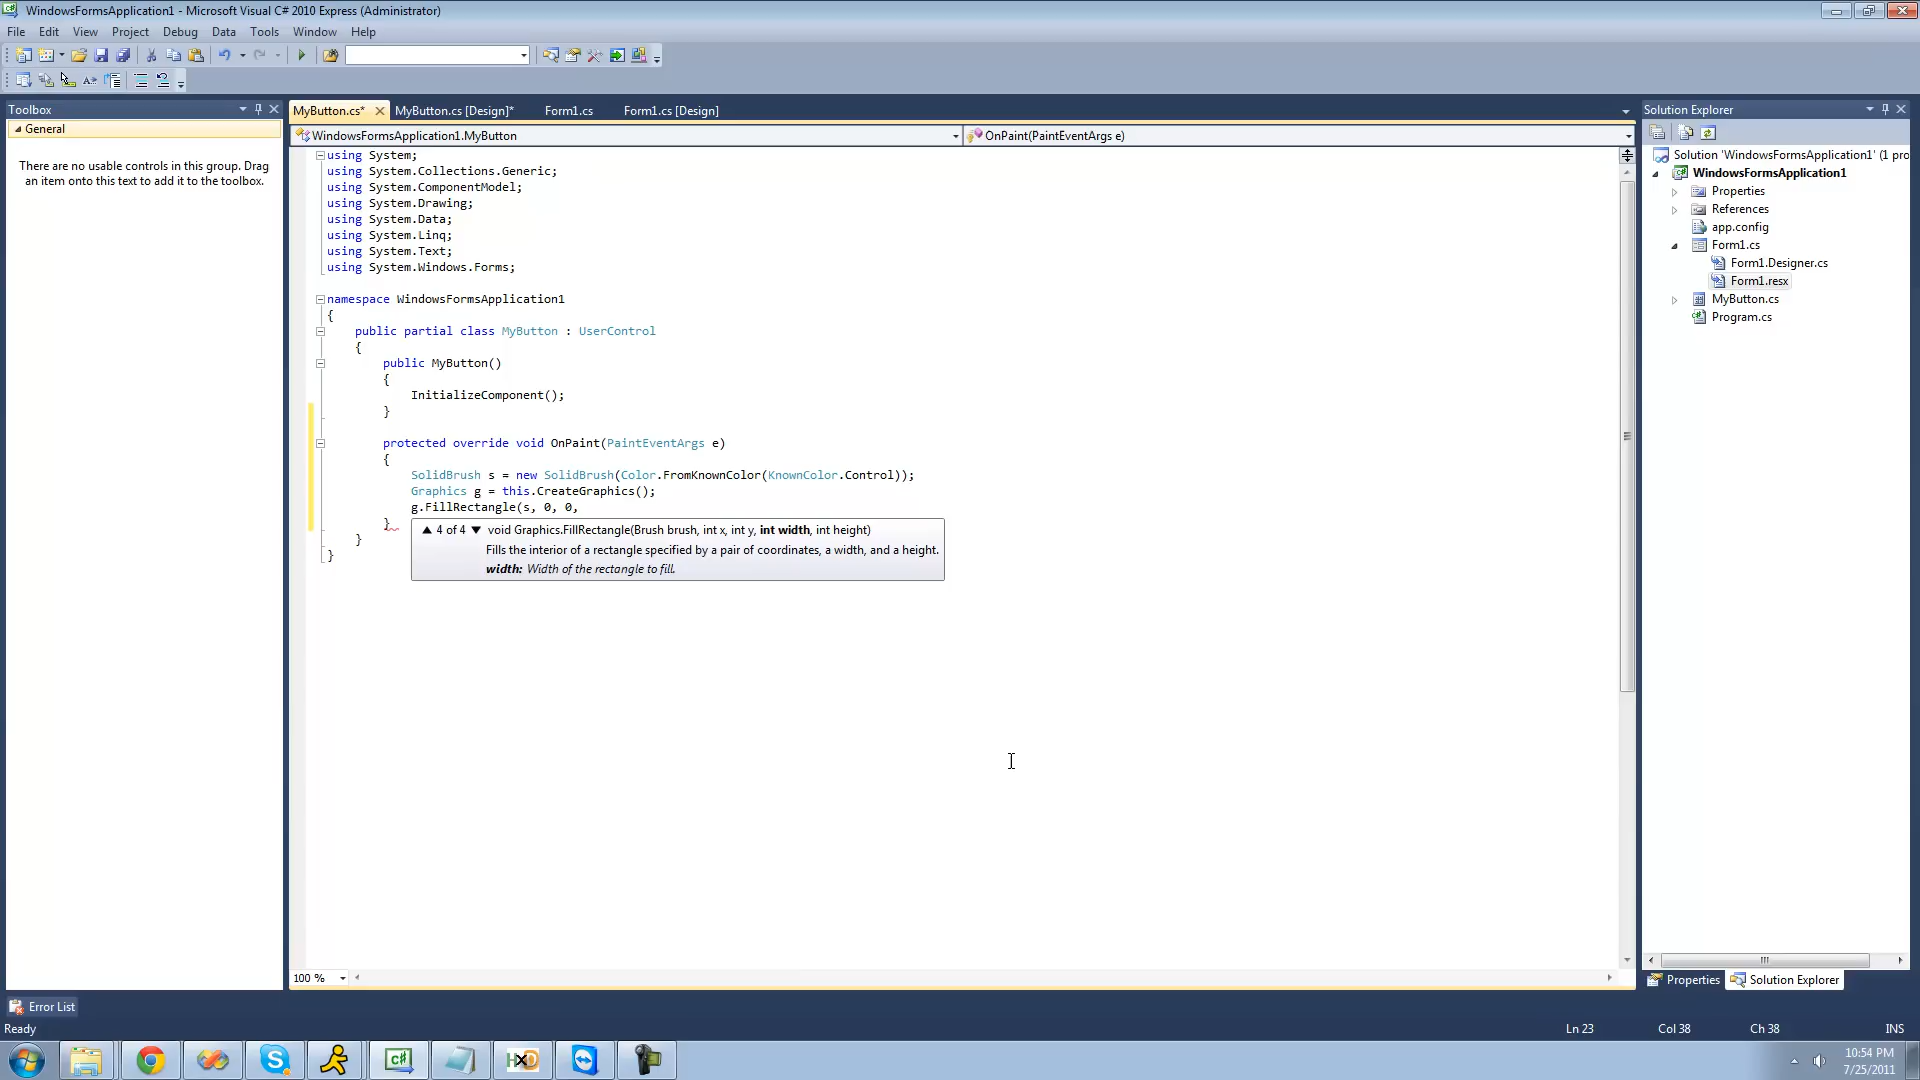 WindowsFormsApplication1 - Microsoft Visual C# 2010 Express (Administrator)
File Edit View Project Debug Data Tools Window Help
Toolbox
General
There are no usable controls in this group. Drag
an item onto this text to add it to the toolbox.
MyButton.cs* MyButton.cs [Design]* Form1.cs Form1.cs [Design]
WindowsFormsApplication1.MyButton OnPaint(PaintEventArgs e)
using System;
using System.Collections.Generic;
using System.ComponentModel;
using System.Drawing;
using System.Data;
using System.Linq;
using System.Text;
using System.Windows.Forms;
namespace WindowsFormsApplication1
{
public partial class MyButton : UserControl
{
public MyButton()
{
InitializeComponent();
}
protected override void OnPaint(PaintEventArgs e)
{
SolidBrush s = new SolidBrush(Color.FromKnownColor(KnownColor.Control));
Graphics g = this.CreateGraphics();
g.FillRectangle(s, 0, 0,
}
▲ 4 of 4 ▼ void Graphics.FillRectangle(Brush brush, int x, int y, int width, int height)
Fills the interior of a rectangle specified by a pair of coordinates, a width, and a height.
width: Width of the rectangle to fill.
}
}
100 %
Solution Explorer
Solution 'WindowsFormsApplication1' (1 pro
WindowsFormsApplication1
Properties
References
app.config
Form1.cs
Form1.Designer.cs
Form1.resx
MyButton.cs
Program.cs
Properties Solution Explorer
Error List
Ready Ln 23 Col 38 Ch 38 INS
10:54 PM
7/25/2011